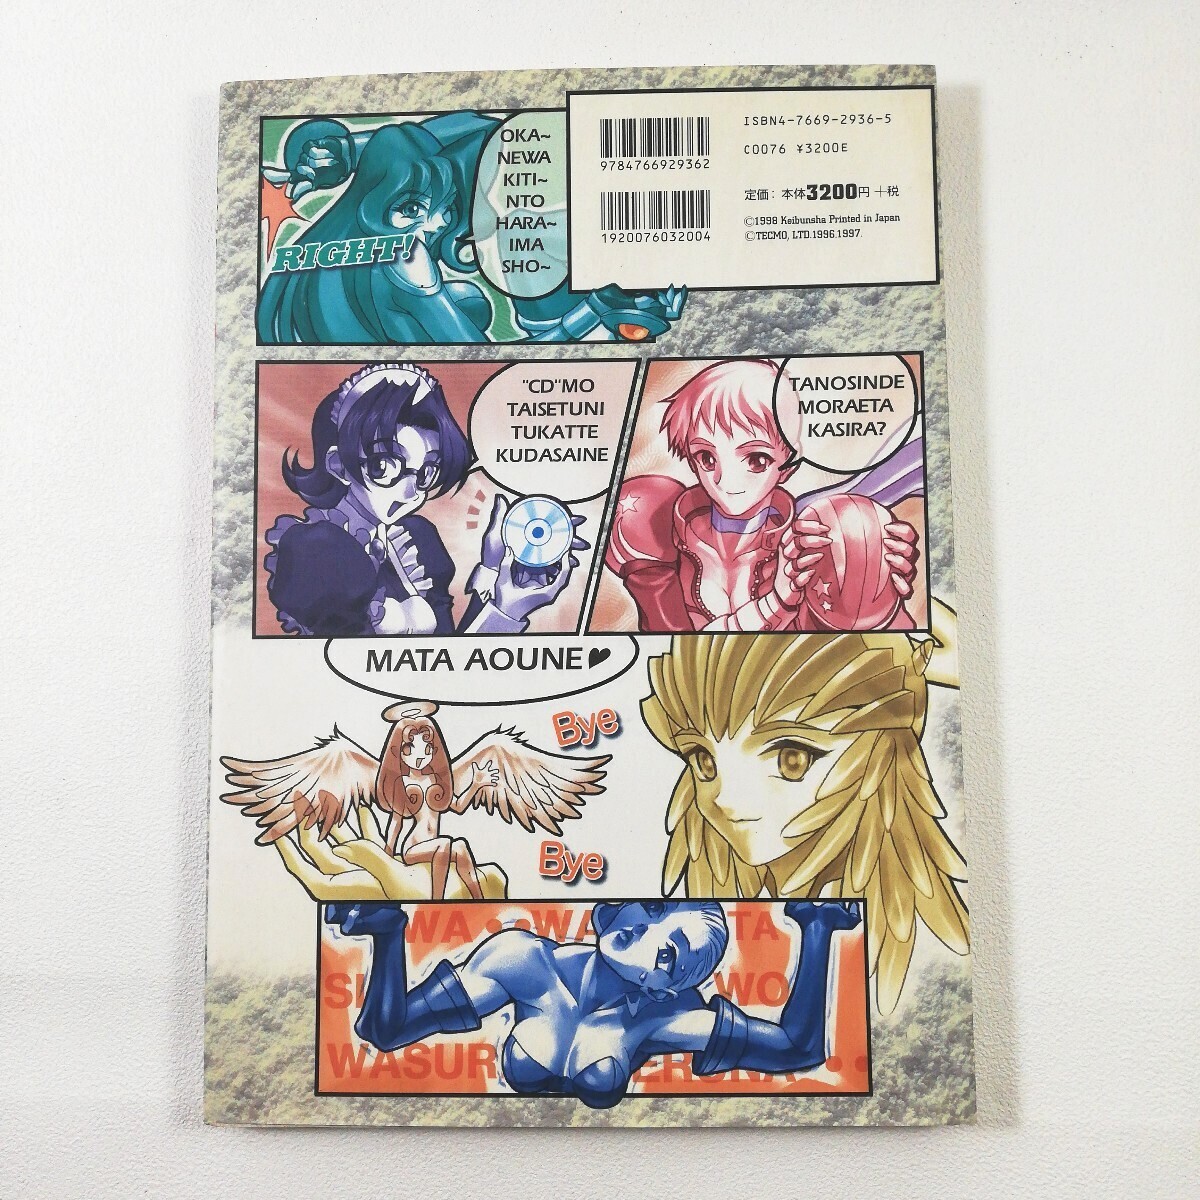 OKA~
NEWA
KITI~
NTO
HARA~
IMA
SHO~
RIGHT!
ISBN4-7669-2936-5
C0076 ¥3200E
9784766929362
定価：本体3200円＋税
1920076032004
©1998 Keibunsha Printed in Japan
©TECMO, LTD.1996.1997.
"CD"MO
TAISETUNI
TUKATTE
KUDASAINE
TANOSINDE
MORAETA
KASIRA?
MATA AOUNE♥
Bye
Bye
WA・・WA
TA
WO
WASUR